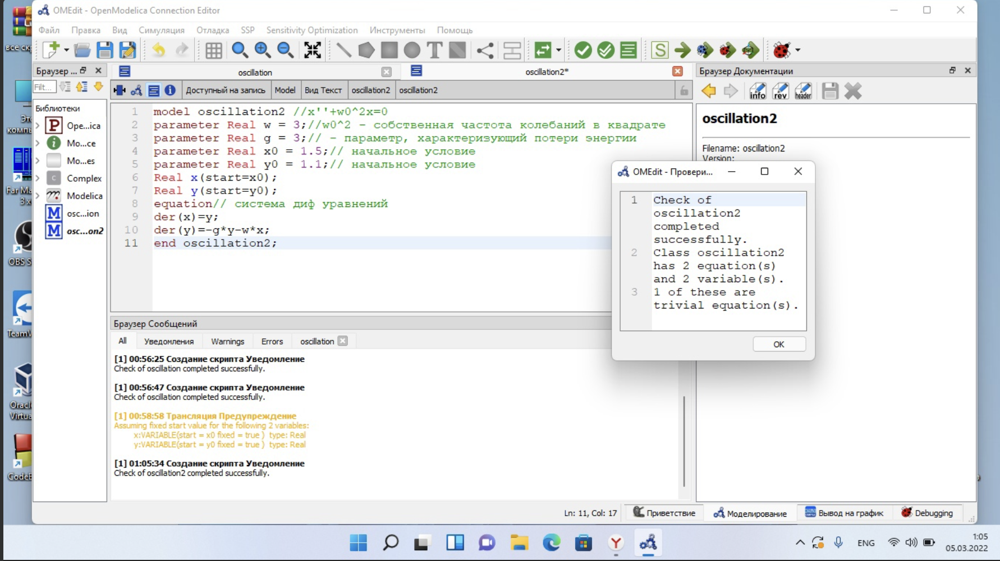 OMEdit - OpenModelica Connection Editor
Файл Правка Вид Симуляция Отладка SSP Sensitivity Optimization Инструменты Помощь
все ск
Браузер ...
oscillation
oscillation2*
Браузер Документации
Filt...
Доступный на запись Model Вид Текст oscillation2 oscillation2
info rev header
Библиотеки
P Ope...ica
i Mo...ce
Mo...es
C Complex
Modelica
M osc...ion
M osc...on2
1 model oscillation2 //x''+w0^2x=0
2 parameter Real w = 3;//w0^2 - собственная частота колебаний в квадрате
3 parameter Real g = 3;// - параметр, характеризующий потери энергии
4 parameter Real x0 = 1.5;// начальное условие
5 parameter Real y0 = 1.1;// начальное условие
6 Real x(start=x0);
7 Real y(start=y0);
8 equation// система диф уравнений
9 der(x)=y;
10 der(y)=-g*y-w*x;
11 end oscillation2;
oscillation2
Filename: oscillation2
Version:
OMEdit - Провери...
1 Check of
oscillation2
completed
successfully.
2 Class oscillation2
has 2 equation(s)
and 2 variable(s).
3 1 of these are
trivial equation(s).
OK
Браузер Сообщений
All Уведомления Warnings Errors oscillation
[1] 00:56:25 Создание скрипта Уведомление
Check of oscillation completed successfully.
[1] 00:56:47 Создание скрипта Уведомление
Check of oscillation completed successfully.
[1] 00:58:58 Трансляция Предупреждение
Assuming fixed start value for the following 2 variables:
x:VARIABLE(start = x0 fixed = true ) type: Real
y:VARIABLE(start = y0 fixed = true ) type: Real
[1] 01:05:34 Создание скрипта Уведомление
Check of oscillation2 completed successfully.
Это
компь
Far Ma
3 x
OBS S
TeamV
Oracl
Virtua
CodeB
Ln: 11, Col: 17 Приветствие Моделирование Вывод на график Debugging
ENG
1:05
05.03.2022